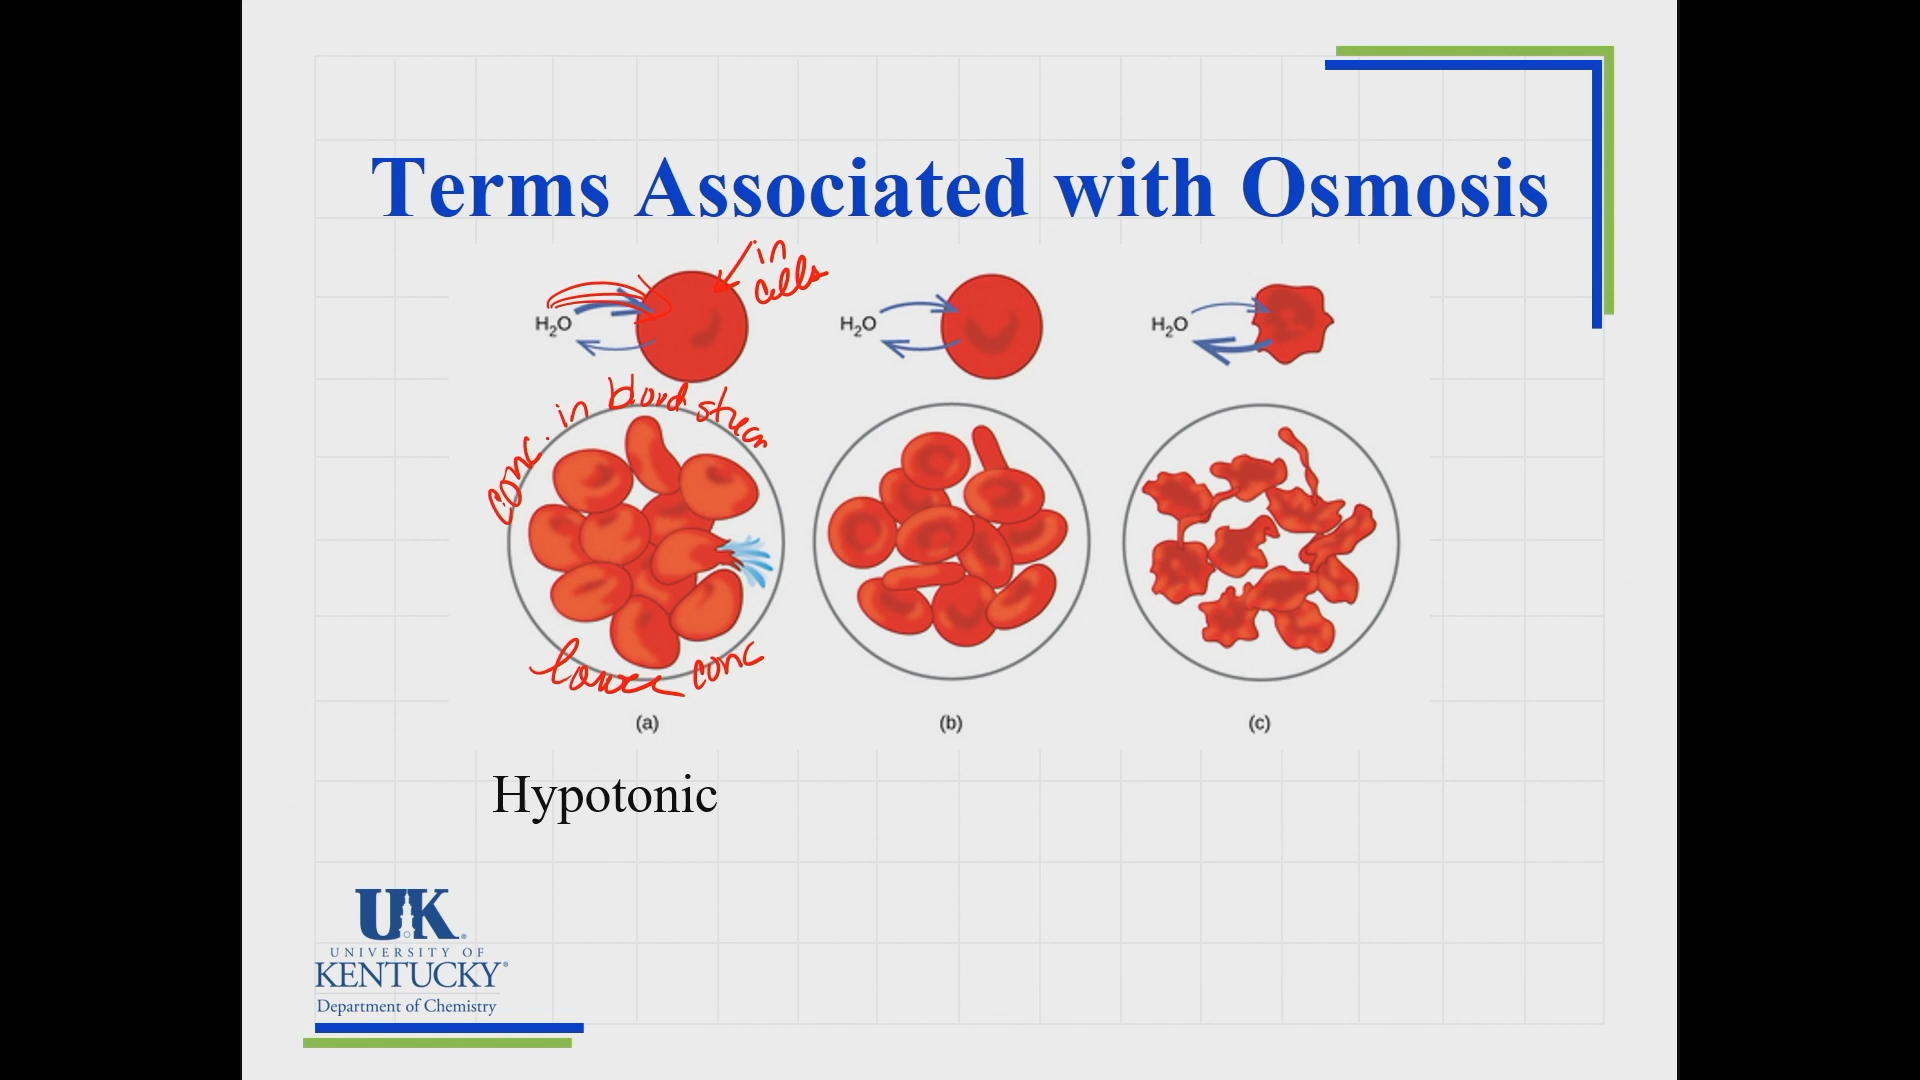 Terms Associated with Osmosis
in
cells
H₂O
H₂O
H₂O
conc. in blood stream
lower conc
(a)
(b)
(c)
Hypotonic
UK
UNIVERSITY OF
KENTUCKY
Department of Chemistry